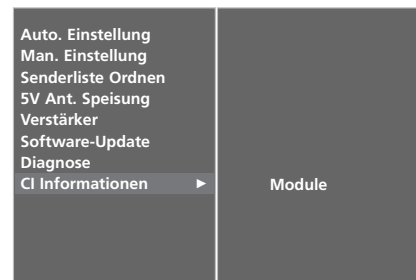 Auto. Einstellung
Man. Einstellung
Senderliste Ordnen
5V Ant. Speisung
Verstärker
Software-Update
Diagnose
CI Informationen ►
Module